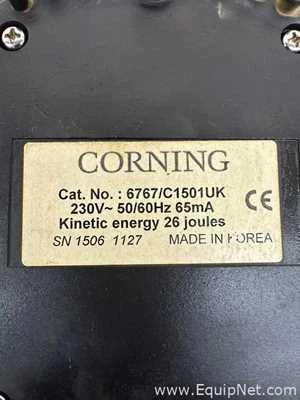 CORNING
Cat. No. : 6767/C1501UK
230V~ 50/60Hz 65mA
Kinetic energy 26 joules
SN 1506 1127 MADE IN KOREA
CE
© www.EquipNet.com